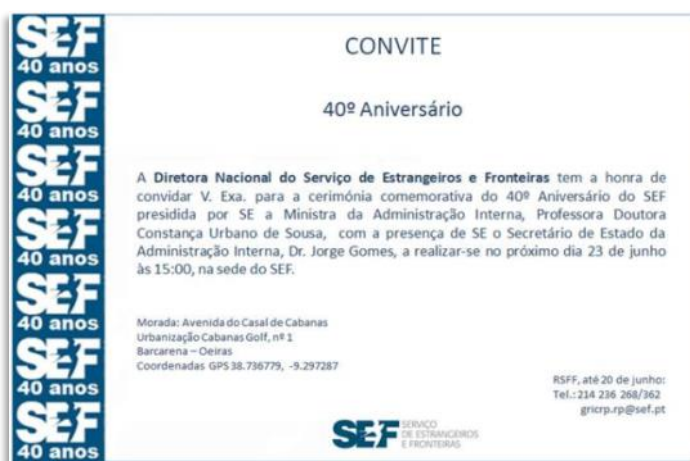 SEF
40 anos
SEF
40 anos
SEF
40 anos
SEF
40 anos
SEF
40 anos
SEF
40 anos
SEF
40 anos
CONVITE
40º Aniversário
A Diretora Nacional do Serviço de Estrangeiros e Fronteiras tem a honra de
convidar V. Exa. para a cerimónia comemorativa do 40º Aniversário do SEF
presidida por SE a Ministra da Administração Interna, Professora Doutora
Constança Urbano de Sousa, com a presença de SE o Secretário de Estado da
Administração Interna, Dr. Jorge Gomes, a realizar-se no próximo dia 23 de junho
às 15:00, na sede do SEF.
Morada: Avenida do Casal de Cabanas
Urbanização Cabanas Golf, nº 1
Barcarena – Oeiras
Coordenadas GPS 38.736779, -9.297287
RSFF, até 20 de junho:
Tel.: 214 236 268/362
gricrp.rp@sef.pt
SEF SERVIÇO
DE ESTRANGEIROS
E FRONTEIRAS